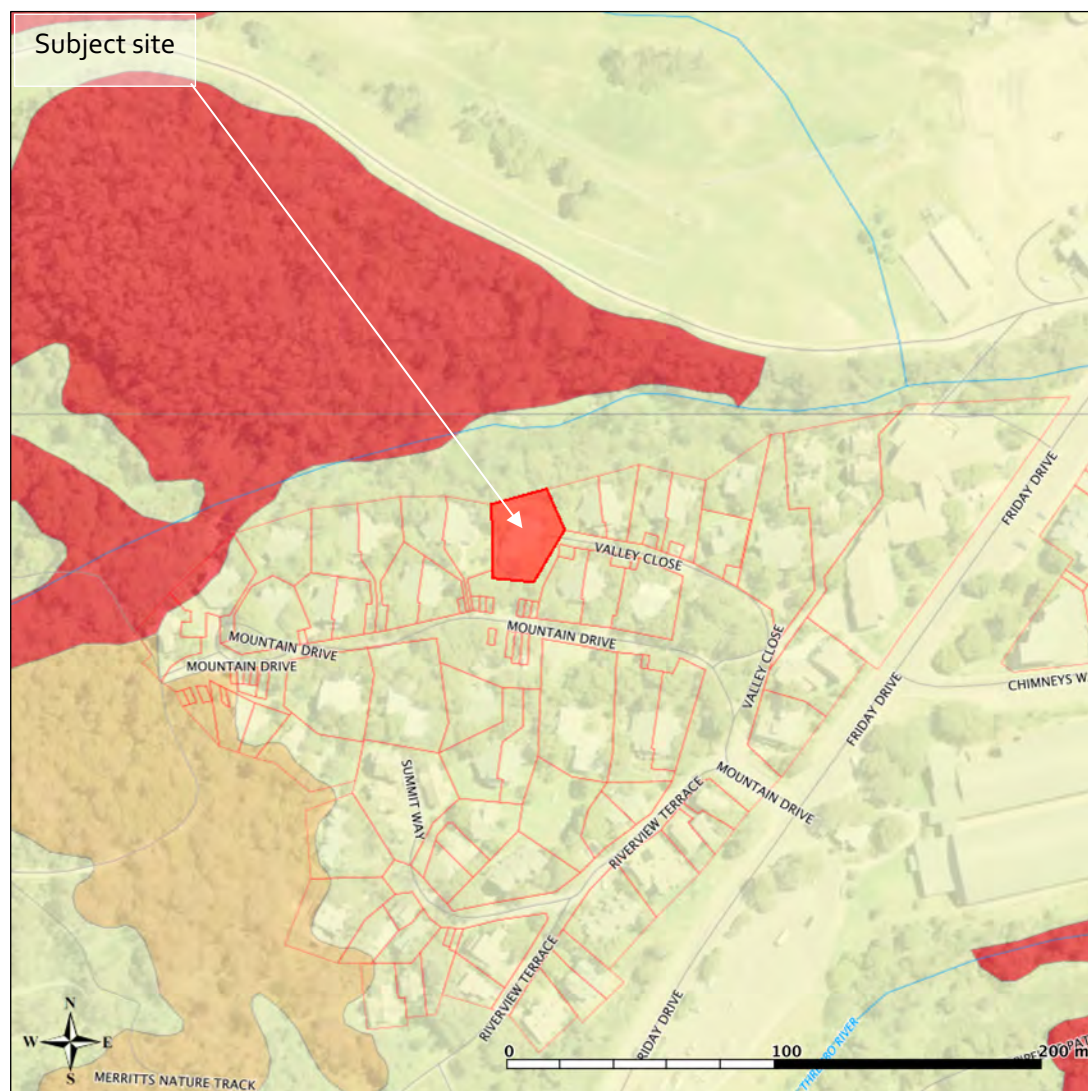 Subject site
FRIDAY DRIVE
VALLEY CLOSE
MOUNTAIN DRIVE
MOUNTAIN DRIVE
MOUNTAIN DRIVE
VALLEY CLOSE
CHIMNEYS W
FRIDAY DRIVE
SUMMIT WAY
MOUNTAIN DRIVE
RIVERVIEW TERRACE
RIVERVIEW TERRACE
N
W E
S
RIDAY DRIVE
0 100 200 m
MERRITTS NATURE TRACK